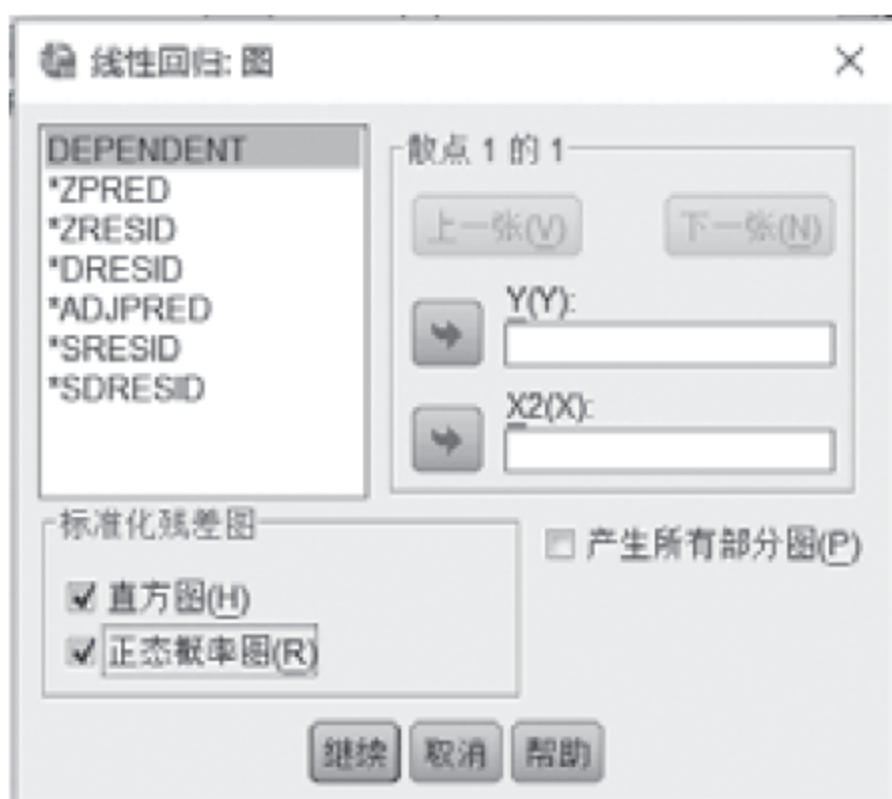 线性回归: 图
DEPENDENT
*ZPRED
*ZRESID
*DRESID
*ADJPRED
*SRESID
*SDRESID
散点 1 的 1
上一张(V)
下一张(N)
Y(Y):
X2(X):
标准化残差图
直方图(H)
正态概率图(R)
产生所有部分图(P)
继续
取消
帮助